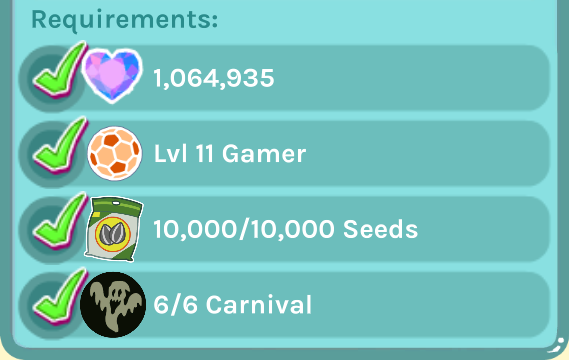 Requirements:
1,064,935
Lvl 11 Gamer
10,000/10,000 Seeds
6/6 Carnival